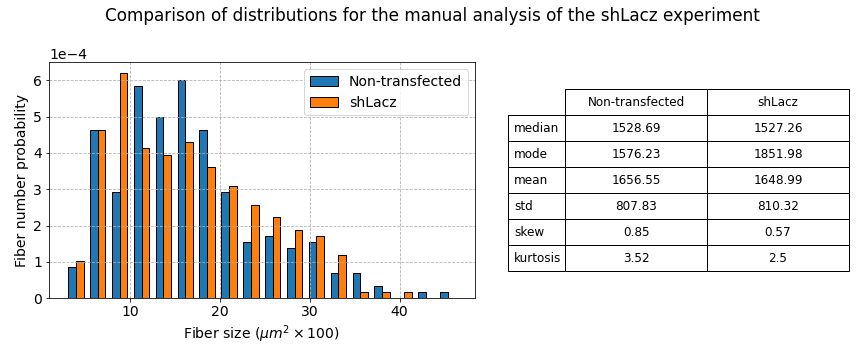 Comparison of distributions for the manual analysis of the shLacz experiment
1e−4
6
5
4
3
2
1
0
10 20 30 40
Fiber number probability
Fiber size (μm² × 100)
Non-transfected
shLacz
Non-transfected shLacz
median 1528.69 1527.26
mode 1576.23 1851.98
mean 1656.55 1648.99
std 807.83 810.32
skew 0.85 0.57
kurtosis 3.52 2.5